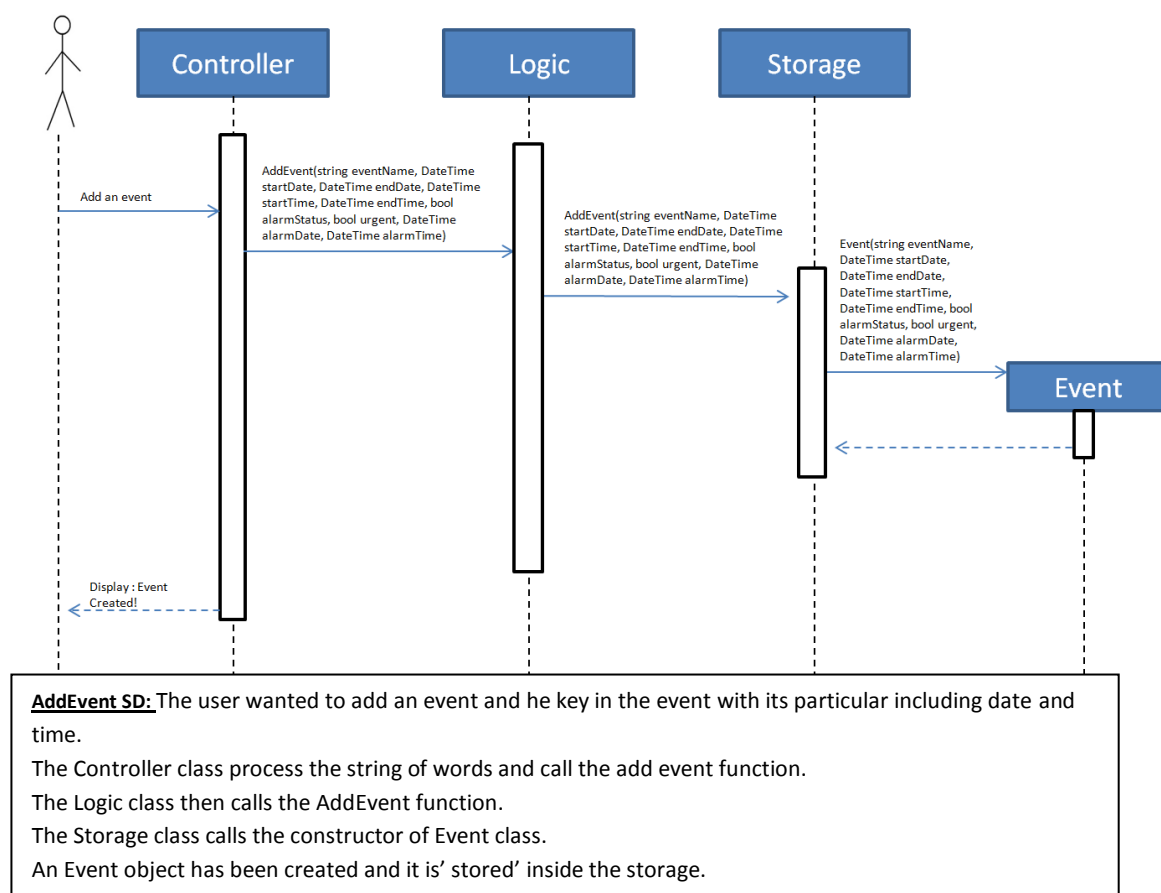 Controller
Logic
Storage
Add an event
AddEvent(string eventName, DateTime
startDate, DateTime endDate, DateTime
startTime, DateTime endTime, bool
alarmStatus, bool urgent, DateTime
alarmDate, DateTime alarmTime)
AddEvent(string eventName, DateTime
startDate, DateTime endDate, DateTime
startTime, DateTime endTime, bool
alarmStatus, bool urgent, DateTime
alarmDate, DateTime alarmTime)
Event(string eventName,
DateTime startDate,
DateTime endDate,
DateTime startTime,
DateTime endTime, bool
alarmStatus, bool urgent,
DateTime alarmDate,
DateTime alarmTime)
Event
Display : Event
Created!
AddEvent SD: The user wanted to add an event and he key in the event with its particular including date and
time.
The Controller class process the string of words and call the add event function.
The Logic class then calls the AddEvent function.
The Storage class calls the constructor of Event class.
An Event object has been created and it is’ stored’ inside the storage.